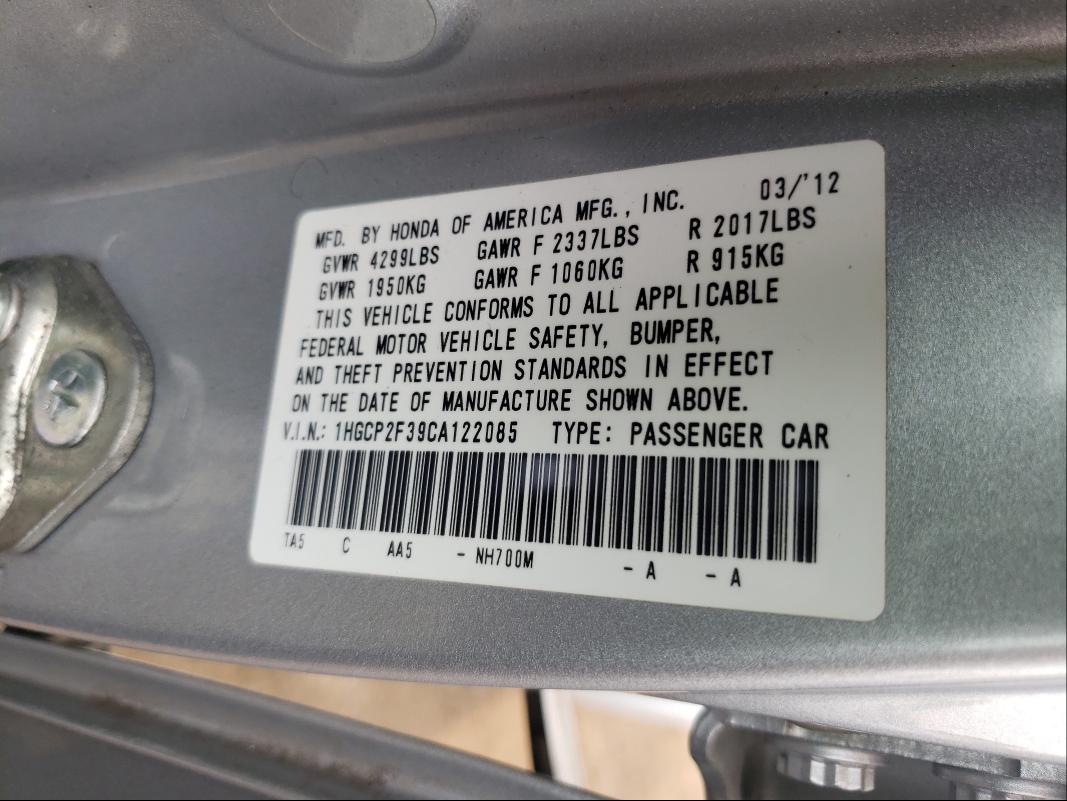 MFD. BY HONDA OF AMERICA MFG., INC. 03/'12
GVWR 4299LBS GAWR F 2337LBS R 2017LBS
GVWR 1950KG GAWR F 1060KG R 915KG
THIS VEHICLE CONFORMS TO ALL APPLICABLE
FEDERAL MOTOR VEHICLE SAFETY, BUMPER,
AND THEFT PREVENTION STANDARDS IN EFFECT
ON THE DATE OF MANUFACTURE SHOWN ABOVE.
V.I.N.: 1HGCP2F39CA122085 TYPE: PASSENGER CAR
TA5 C AA5 - NH700M - A - A